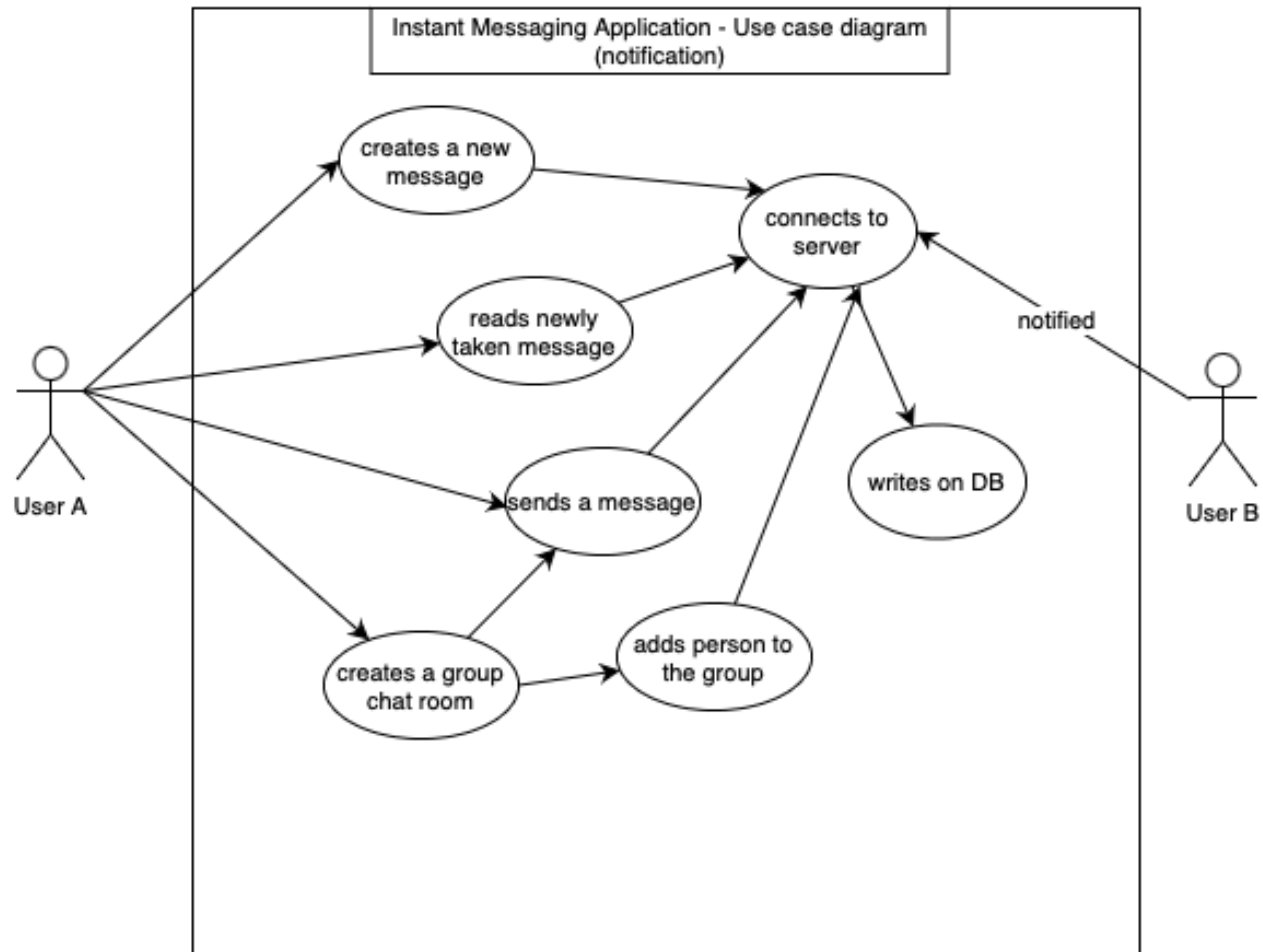 Instant Messaging Application - Use case diagram
(notification)
creates a new
message
connects to
server
reads newly
taken message
notified
User A
sends a message
writes on DB
User B
creates a group
chat room
adds person to
the group